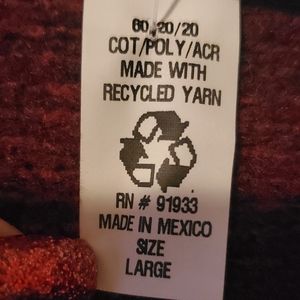 60/20/20
COT/POLY/ACR
MADE WITH
RECYCLED YARN
RN # 91933
MADE IN MEXICO
SIZE
LARGE